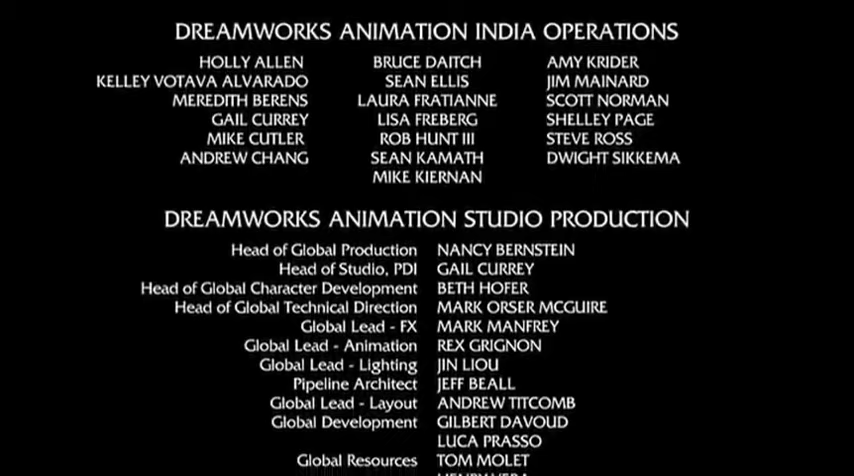 DREAMWORKS ANIMATION INDIA OPERATIONS
HOLLY ALLEN BRUCE DAITCH AMY KRIDER
KELLEY VOTAVA ALVARADO SEAN ELLIS JIM MAINARD
MEREDITH BERENS LAURA FRATIANNE SCOTT NORMAN
GAIL CURREY LISA FREBERG SHELLEY PAGE
MIKE CUTLER ROB HUNT III STEVE ROSS
ANDREW CHANG SEAN KAMATH DWIGHT SIKKEMA
MIKE KIERNAN
DREAMWORKS ANIMATION STUDIO PRODUCTION
Head of Global Production NANCY BERNSTEIN
Head of Studio, PDI GAIL CURREY
Head of Global Character Development BETH HOFER
Head of Global Technical Direction MARK ORSER MCGUIRE
Global Lead - FX MARK MANFREY
Global Lead - Animation REX GRIGNON
Global Lead - Lighting JIN LIOU
Pipeline Architect JEFF BEALL
Global Lead - Layout ANDREW TITCOMB
Global Development GILBERT DAVOUD
LUCA PRASSO
Global Resources TOM MOLET